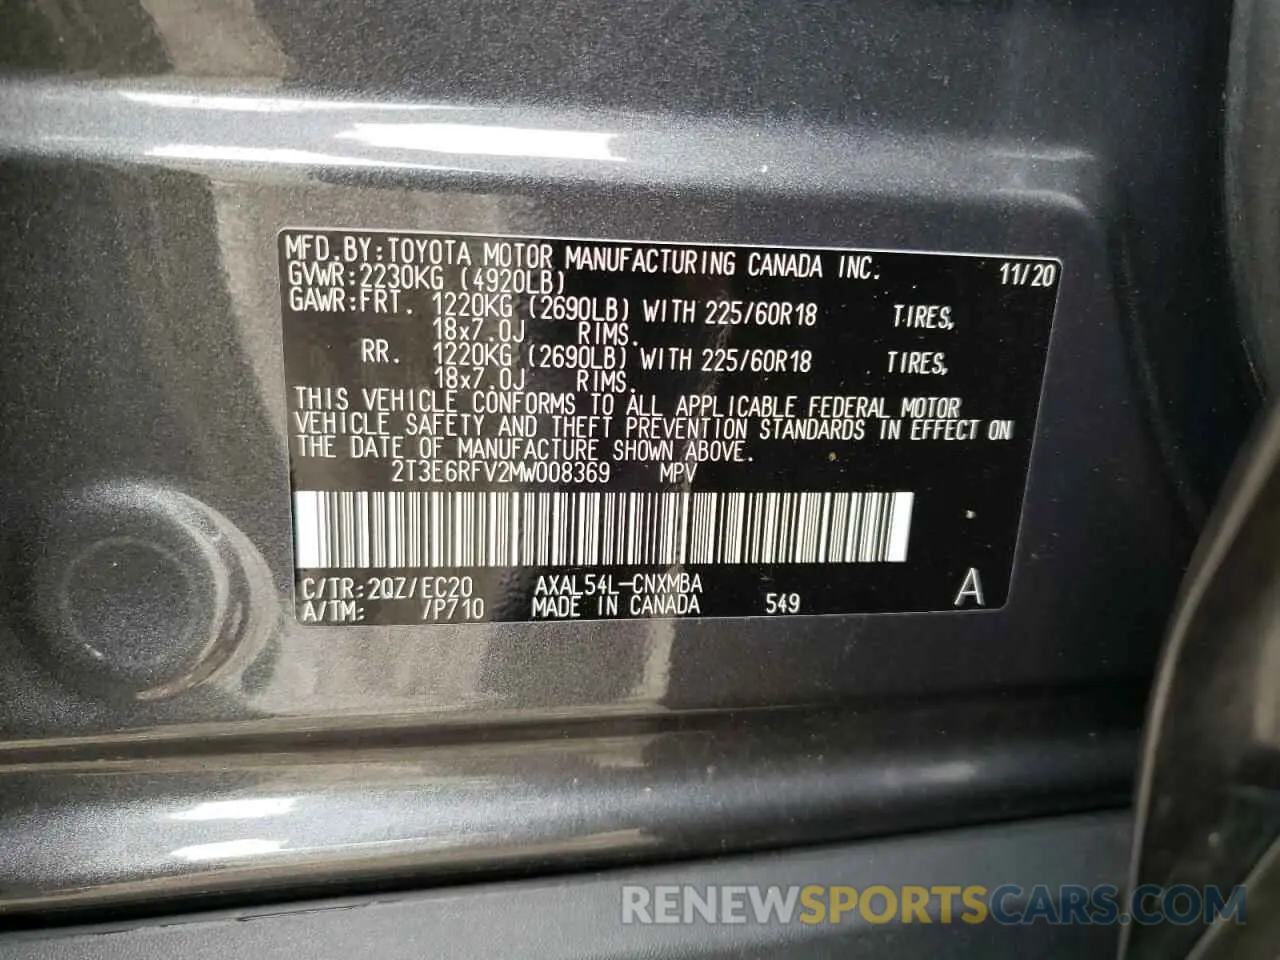 MFD.BY:TOYOTA MOTOR MANUFACTURING CANADA INC. 11/20
GVWR:2230KG (4920LB)
GAWR:FRT. 1220KG (2690LB) WITH 225/60R18 TIRES,
18x7.0J RIMS.
RR. 1220KG (2690LB) WITH 225/60R18 TIRES,
18x7.0J RIMS.
THIS VEHICLE CONFORMS TO ALL APPLICABLE FEDERAL MOTOR
VEHICLE SAFETY AND THEFT PREVENTION STANDARDS IN EFFECT ON
THE DATE OF MANUFACTURE SHOWN ABOVE.
2T3E6RFV2MW008369 MPV
C/TR:2QZ/EC20 AXAL54L-CNXMBA A
A/TM: /P710 MADE IN CANADA 549
RENEWSPORTSCARS.COM